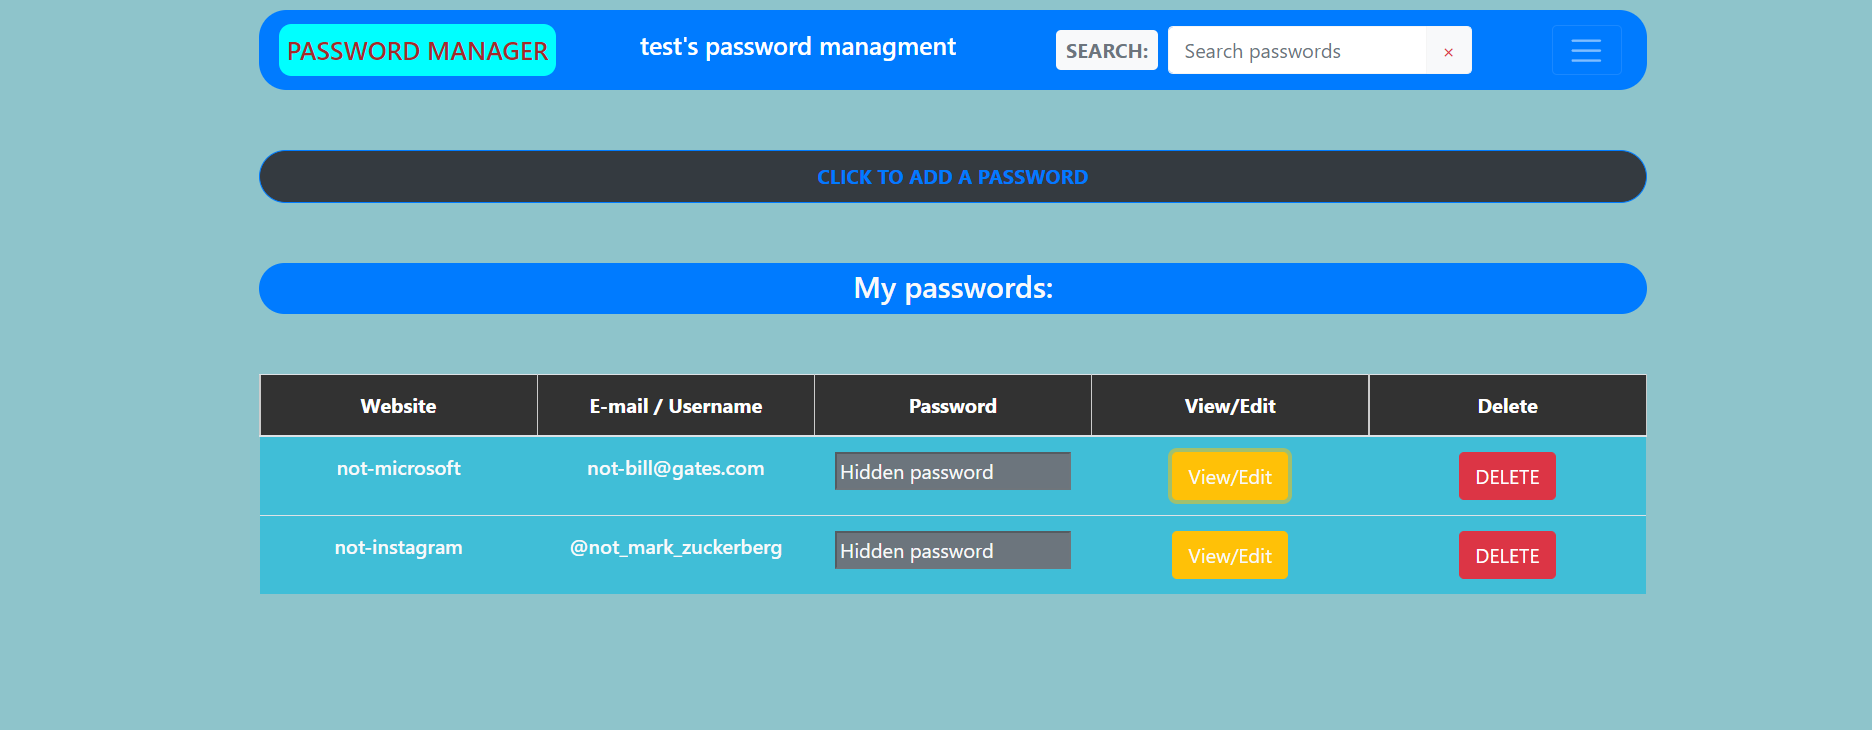 PASSWORD MANAGER
test's password managment
SEARCH:
Search passwords
×
CLICK TO ADD A PASSWORD
My passwords:
Website E-mail / Username Password View/Edit Delete
not-microsoft not-bill@gates.com Hidden password View/Edit DELETE
not-instagram @not_mark_zuckerberg Hidden password View/Edit DELETE